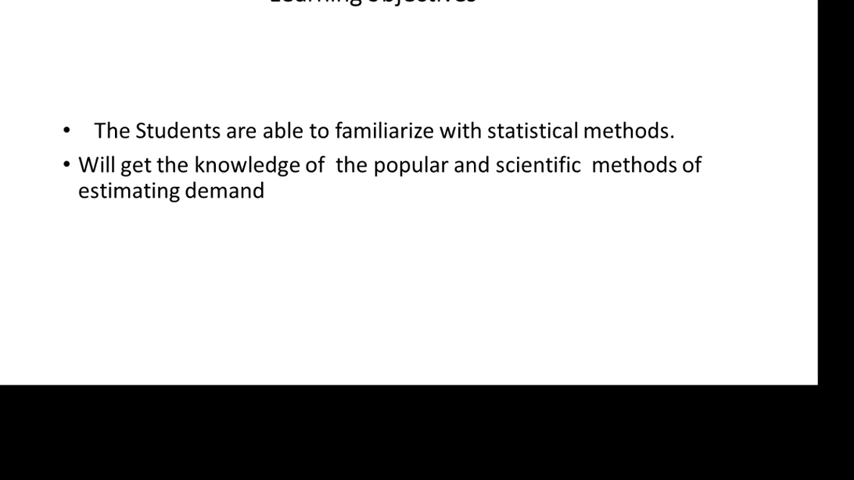 Learning Objectives
• The Students are able to familiarize with statistical methods.
• Will get the knowledge of the popular and scientific methods of
estimating demand